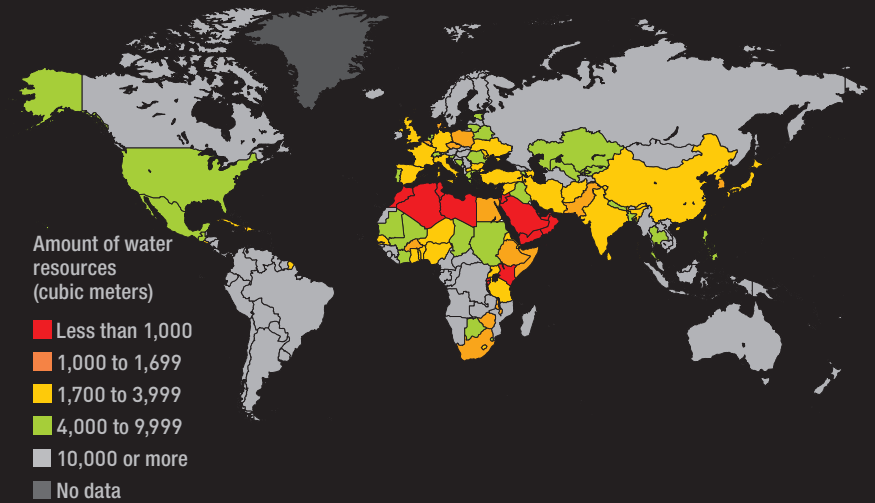 Amount of water
resources
(cubic meters)
Less than 1,000
1,000 to 1,699
1,700 to 3,999
4,000 to 9,999
10,000 or more
No data